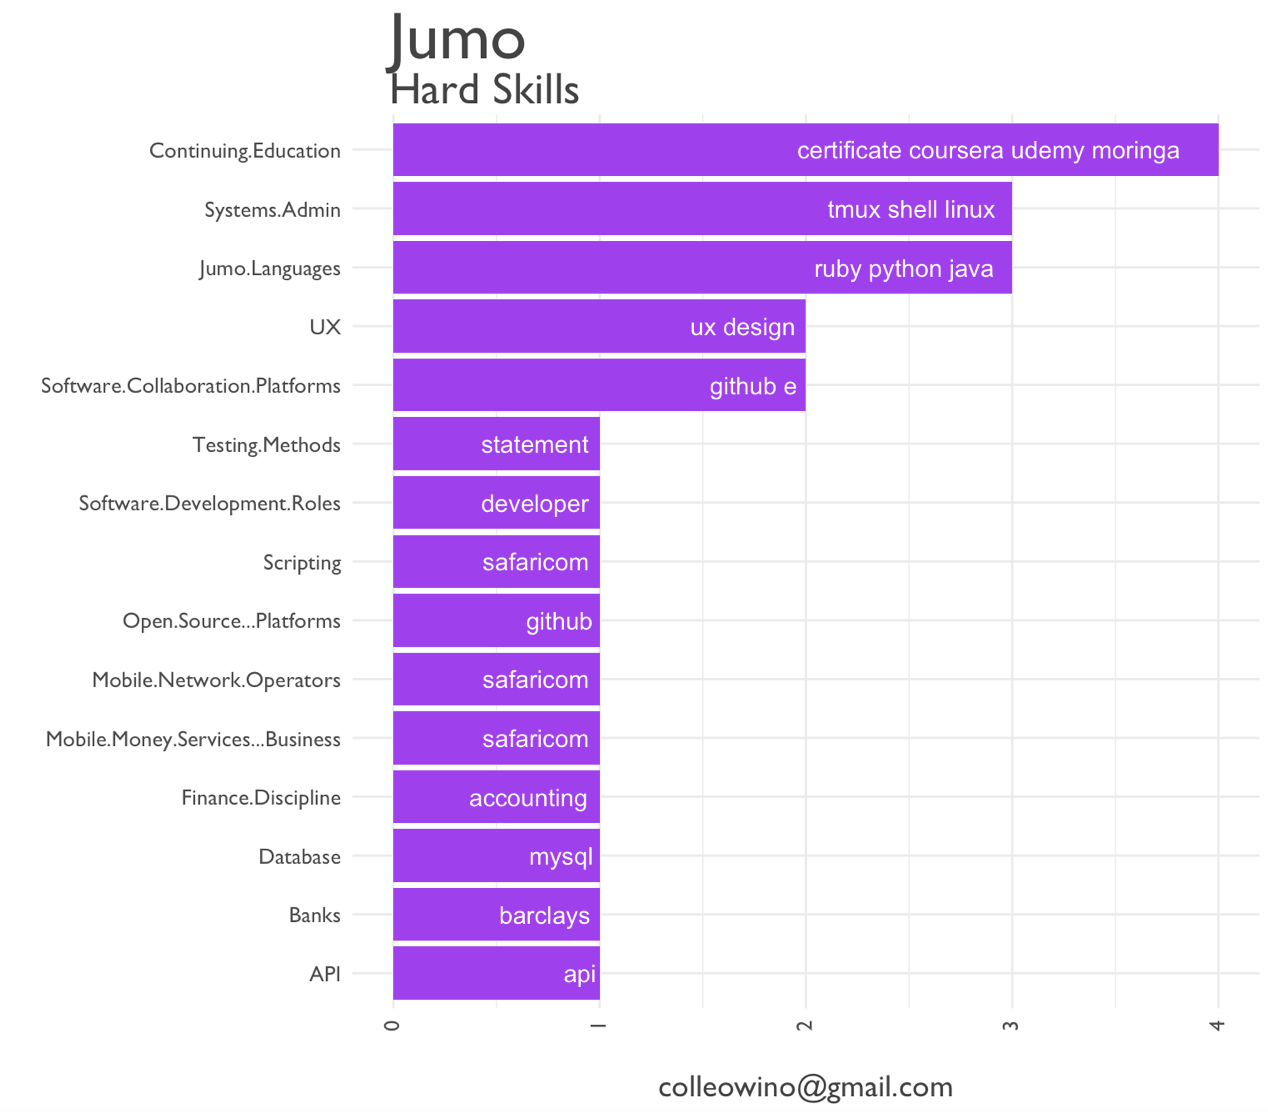 Jumo
Hard Skills
Continuing.Education certificate coursera udemy moringa
Systems.Admin tmux shell linux
Jumo.Languages ruby python java
UX ux design
Software.Collaboration.Platforms github e
Testing.Methods statement
Software.Development.Roles developer
Scripting safaricom
Open.Source...Platforms github
Mobile.Network.Operators safaricom
Mobile.Money.Services...Business safaricom
Finance.Discipline accounting
Database mysql
Banks barclays
API api
0 1 2 3 4
colleowino@gmail.com